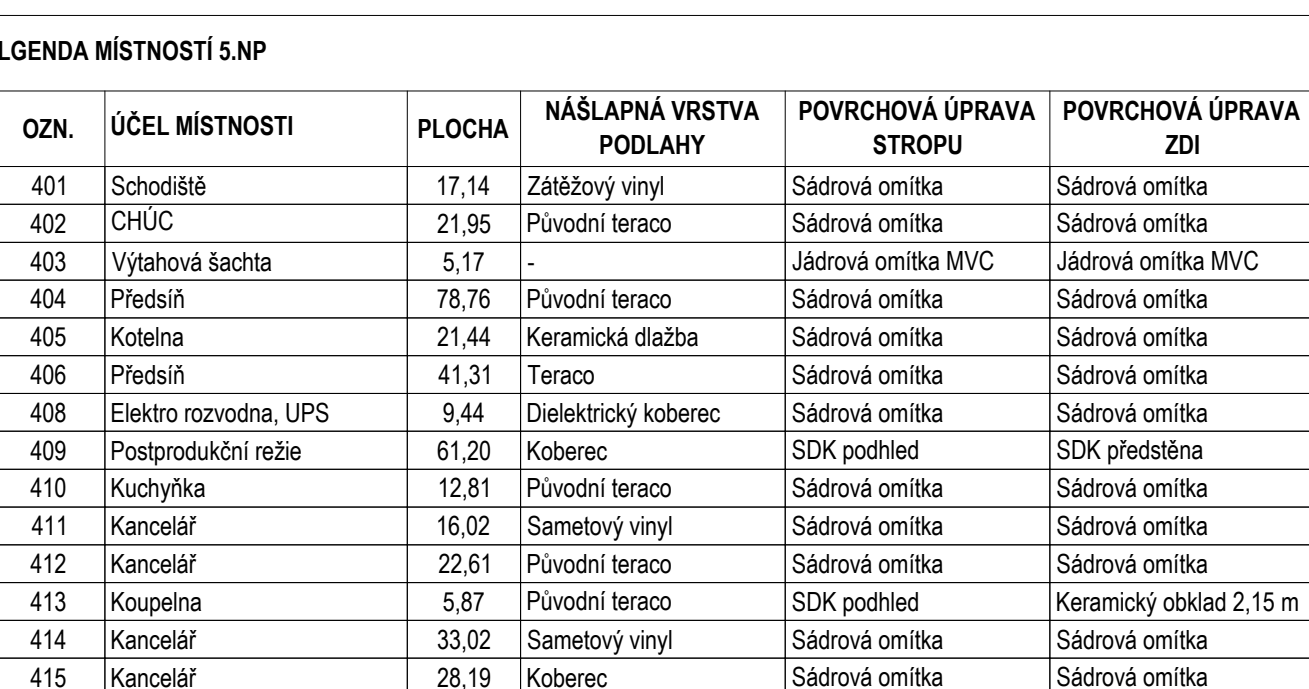 LGENDA MÍSTNOSTÍ 5.NP
OZN. ÚČEL MÍSTNOSTI PLOCHA NÁŠLAPNÁ VRSTVA PODLAHY POVRCHOVÁ ÚPRAVA STROPU POVRCHOVÁ ÚPRAVA ZDI
401 Schodiště 17,14 Zátěžový vinyl Sádrová omítka Sádrová omítka
402 CHÚC 21,95 Původní teraco Sádrová omítka Sádrová omítka
403 Výtahová šachta 5,17 - Jádrová omítka MVC Jádrová omítka MVC
404 Předsíň 78,76 Původní teraco Sádrová omítka Sádrová omítka
405 Kotelna 21,44 Keramická dlažba Sádrová omítka Sádrová omítka
406 Předsíň 41,31 Teraco Sádrová omítka Sádrová omítka
408 Elektro rozvodna, UPS 9,44 Dielektrický koberec Sádrová omítka Sádrová omítka
409 Postprodukční režie 61,20 Koberec SDK podhled SDK předstěna
410 Kuchyňka 12,81 Původní teraco Sádrová omítka Sádrová omítka
411 Kancelář 16,02 Sametový vinyl Sádrová omítka Sádrová omítka
412 Kancelář 22,61 Původní teraco Sádrová omítka Sádrová omítka
413 Koupelna 5,87 Původní teraco SDK podhled Keramický obklad 2,15 m
414 Kancelář 33,02 Sametový vinyl Sádrová omítka Sádrová omítka
415 Kancelář 28,19 Koberec Sádrová omítka Sádrová omítka